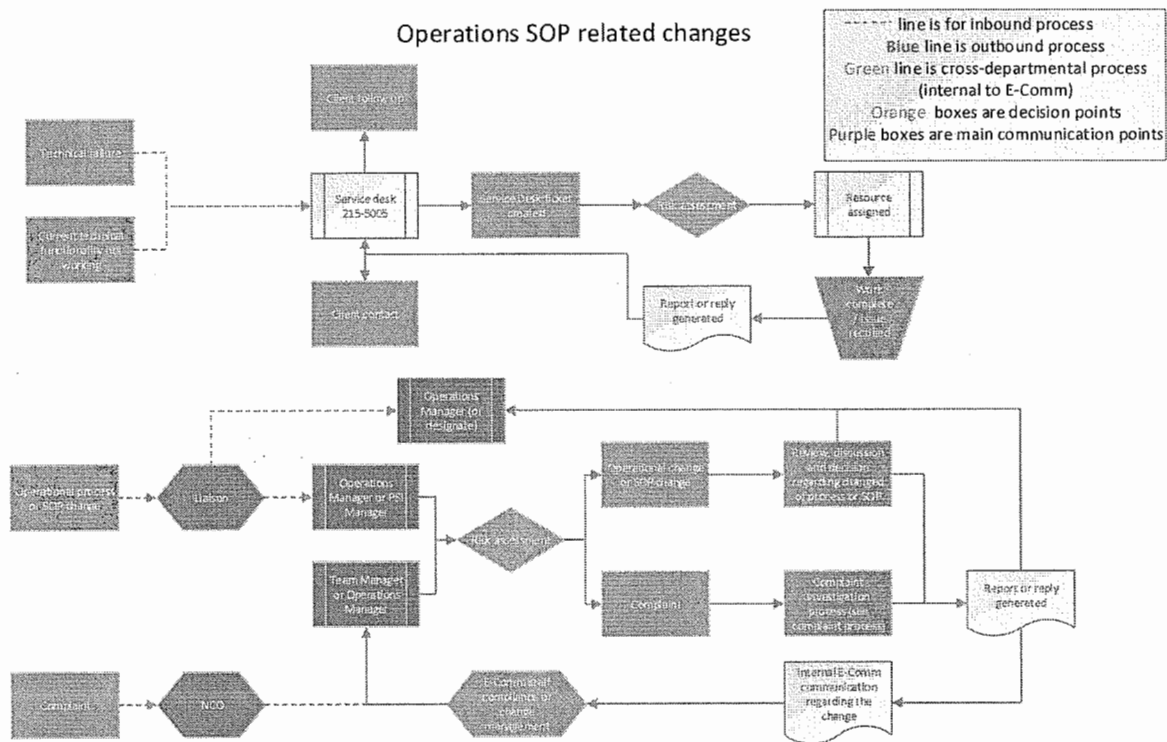 Operations SOP related changes
------- line is for inbound process
Blue line is outbound process
Green line is cross-departmental process
(internal to E-Comm)
Orange boxes are decision points
Purple boxes are main communication points
Client follow up
Technical failure
Service desk
215-5005
Service Desk ticket
created
Risk assessment
Resource
assigned
Current technical
functionality not
working
Client contact
Report or reply
generated
Work
complete
Operations
Manager (or
designate)
Operational process
or SOP change
Liaison
Operations
Manager or PSI
Manager
Operational change
or SOP change
Review, discussion
and decision
regarding
of process or SOP
Risk assessment
Team Manager
or Operations
Manager
Complaint
Complaint
investigation
process (see
complaint process)
Report or reply
generated
Complaint
NCO
E-Comm staff
compliance or
change
management
Internal E-Comm
communication
regarding the
change